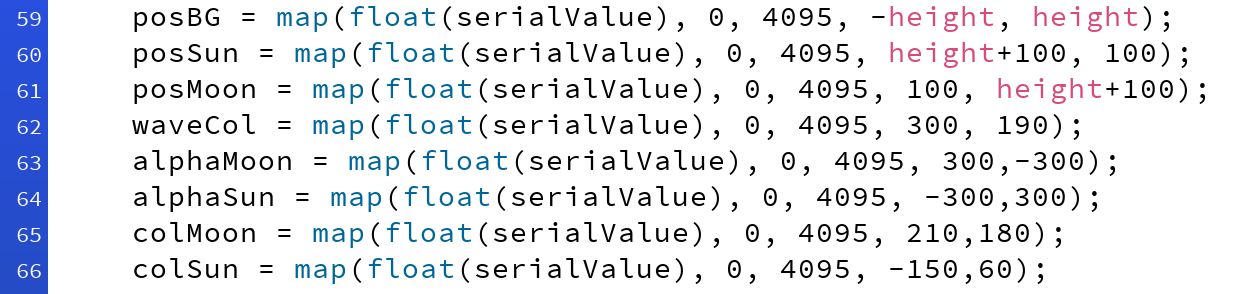 59 posBG = map(float(serialValue), 0, 4095, -height, height);
60 posSun = map(float(serialValue), 0, 4095, height+100, 100);
61 posMoon = map(float(serialValue), 0, 4095, 100, height+100);
62 waveCol = map(float(serialValue), 0, 4095, 300, 190);
63 alphaMoon = map(float(serialValue), 0, 4095, 300,-300);
64 alphaSun = map(float(serialValue), 0, 4095, -300,300);
65 colMoon = map(float(serialValue), 0, 4095, 210,180);
66 colSun = map(float(serialValue), 0, 4095, -150,60);